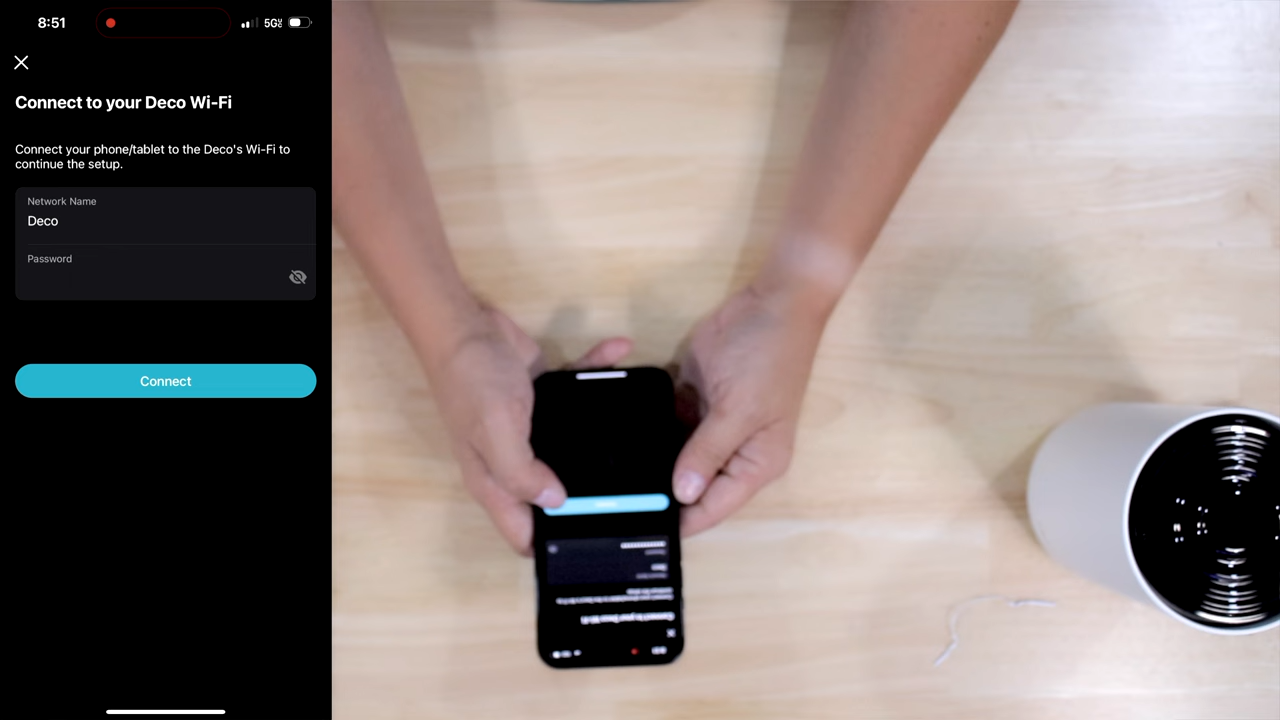 8:51
5G
Connect to your Deco Wi-Fi
Connect your phone/tablet to the Deco's Wi-Fi to
continue the setup.
Network Name
Deco
Password
Connect